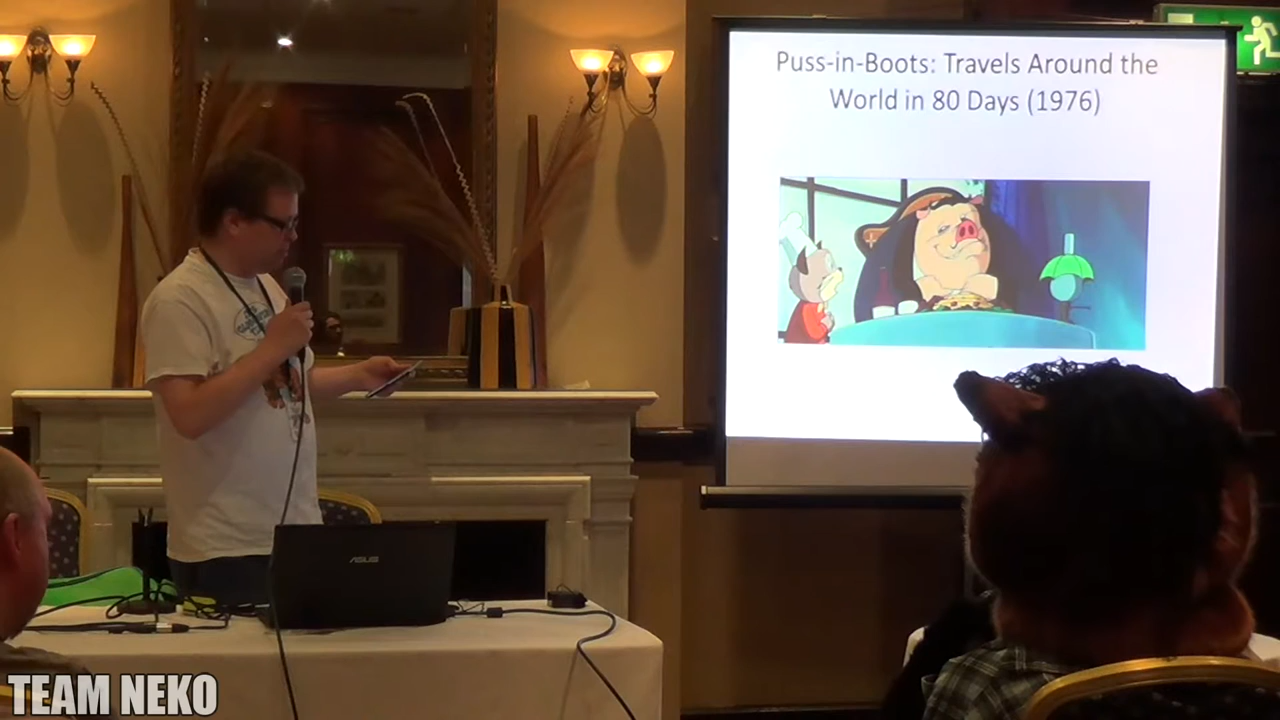 Puss-in-Boots: Travels Around the
World in 80 Days (1976)
ASUS
TEAM NEKO